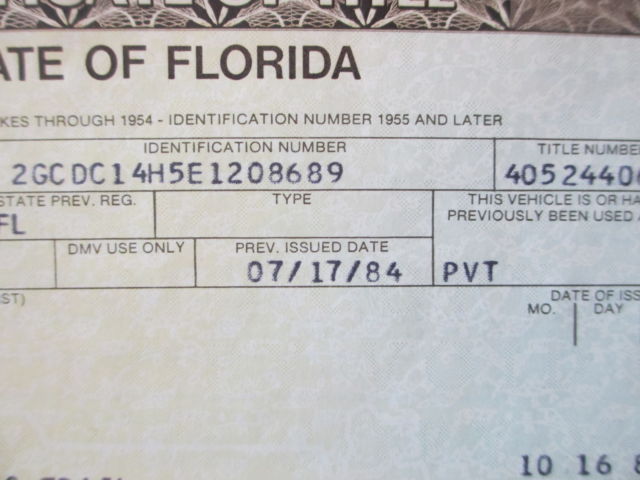 ATE OF FLORIDA
KES THROUGH 1954 - IDENTIFICATION NUMBER 1955 AND LATER
IDENTIFICATION NUMBER TITLE NUMBE
2GCDC14H5E1208689 4052440
STATE PREV. REG. TYPE THIS VEHICLE IS OR HA
FL PREVIOUSLY BEEN USED
DMV USE ONLY PREV. ISSUED DATE
07/17/84 PVT
ST) DATE OF ISS
MO. DAY
10 16 8